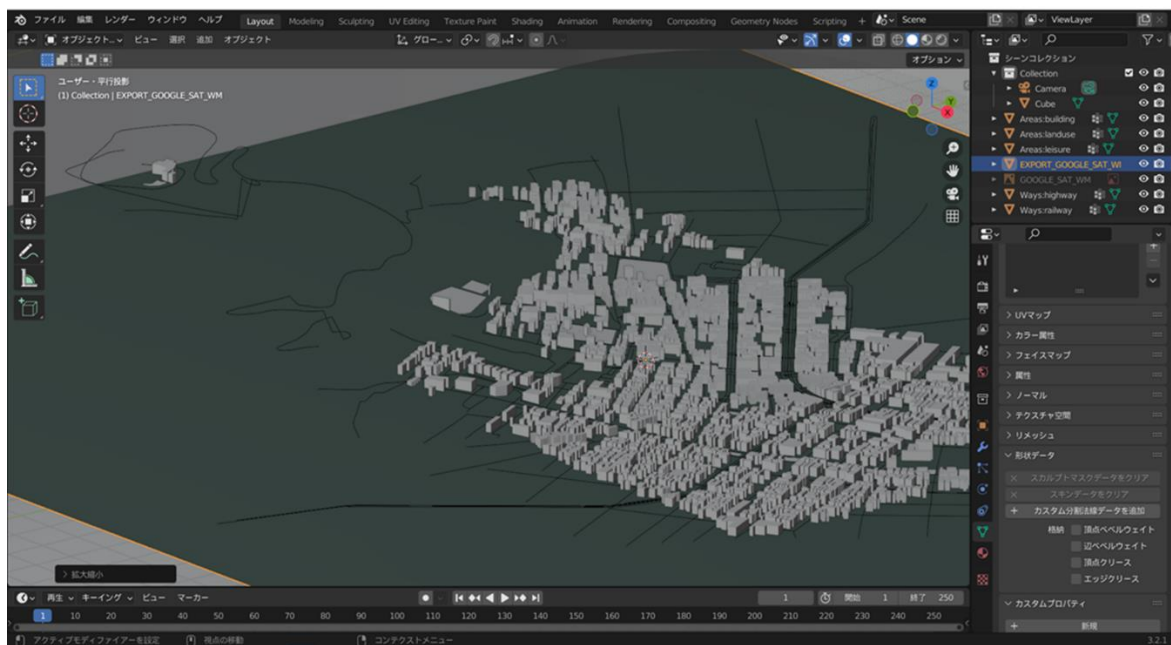 ファイル 編集 レンダー ウィンドウ ヘルプ Layout Modeling Sculpting UV Editing Texture Paint Shading Animation Rendering Compositing Geometry Nodes Scripting + Scene ViewLayer
オブジェクト.. ビュー 選択 追加 オブジェクト グロー..
オプション
ユーザー・平行投影
(1) Collection | EXPORT_GOOGLE_SAT_WM
Z
Y
X
拡大縮小
シーンコレクション
Collection
Camera
Cube
Areas:building
Areas:landuse
Areas:leisure
EXPORT_GOOGLE_SAT_WI
GOOGLE_SAT_WM
Ways:highway
Ways:railway
UVマップ
カラー属性
フェイスマップ
属性
ノーマル
テクスチャ空間
リメッシュ
形状データ
スカルプトマスクデータをクリア
スキンデータをクリア
カスタム分割法線データを追加
格納 頂点ベベルウェイト
辺ベベルウェイト
頂点クリース
エッジクリース
カスタムプロパティ
新規
再生 キーイング ビュー マーカー 1 開始 1 終了 250
1 10 20 30 40 50 60 70 80 90 100 110 120 130 140 150 160 170 180 190 200 210 220 230 240 250
アクティブモディファイアーを設定 視点の移動 コンテクストメニュー 3.2.1